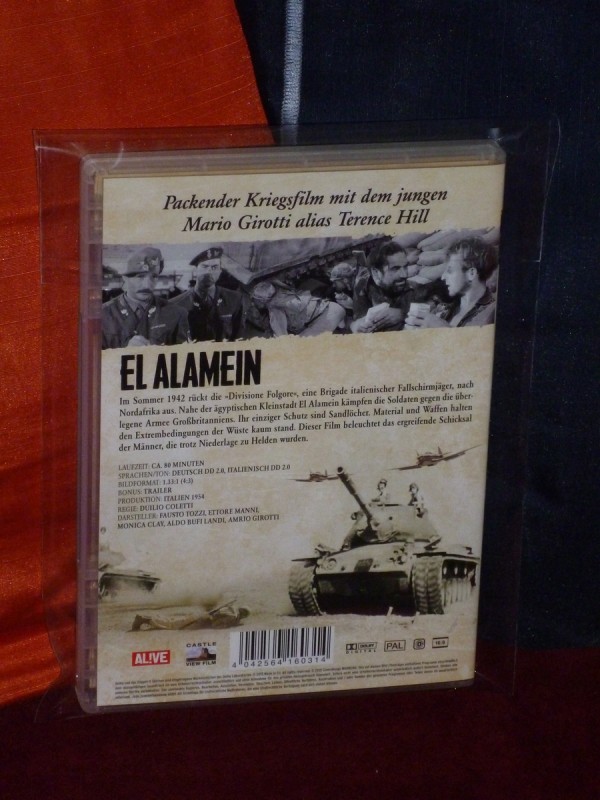 Packender Kriegsfilm mit dem jungen
Mario Girotti alias Terence Hill
EL ALAMEIN
Im Sommer 1942 rückt die »Divisione Folgore«, eine Brigade italienischer Fallschirmjäger, nach
Nordafrika aus. Nahe der ägyptischen Kleinstadt El Alamein kämpfen die Soldaten gegen die über-
legene Armee Großbritanniens. Ihr einziger Schutz sind Sandlöcher. Material und Waffen halten
den Extrembedingungen der Wüste kaum stand. Dieser Film beleuchtet das ergreifende Schicksal
der Männer, die trotz Niederlage zu Helden wurden.
LAUFZEIT: CA. 80 MINUTEN
SPRACHEN/TON: DEUTSCH DD 2.0, ITALIENISCH DD 2.0
BILDFORMAT: 1.33:1 (4:3)
BONUS: TRAILER
PRODUKTION: ITALIEN 1954
REGIE: DUILIO COLETTI
DARSTELLER: FAUSTO TOZZI, ETTORE MANNI,
MONICA CLAY, ALDO BUFI LANDI, AMRIO GIROTTI
AL!VE
CASTLE
VIEW FILM
4 042564 160314
DOLBY
DIGITAL
PAL